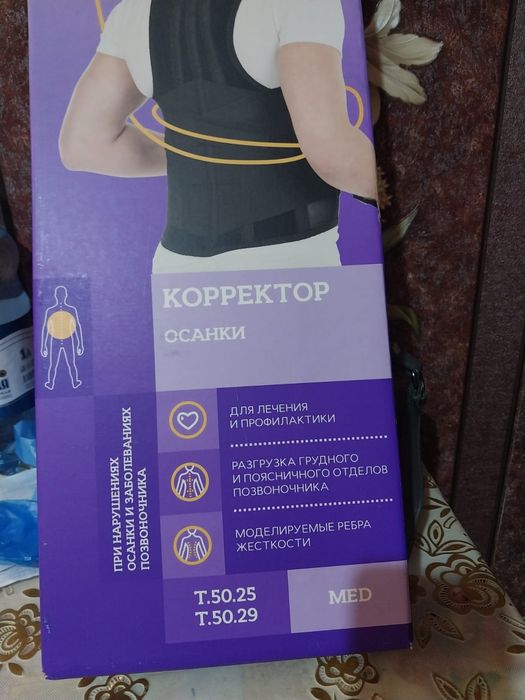 КОРРЕКТОР
ОСАНКИ
ДЛЯ ЛЕЧЕНИЯ
И ПРОФИЛАКТИКИ
РАЗГРУЗКА ГРУДНОГО
И ПОЯСНИЧНОГО ОТДЕЛОВ
ПОЗВОНОЧНИКА
МОДЕЛИРУЕМЫЕ РЕБРА
ЖЕСТКОСТИ
ПРИ НАРУШЕНИЯХ
ОСАНКИ И ЗАБОЛЕВАНИЯХ
ПОЗВОНОЧНИКА
Т.50.25
Т.50.29
MED